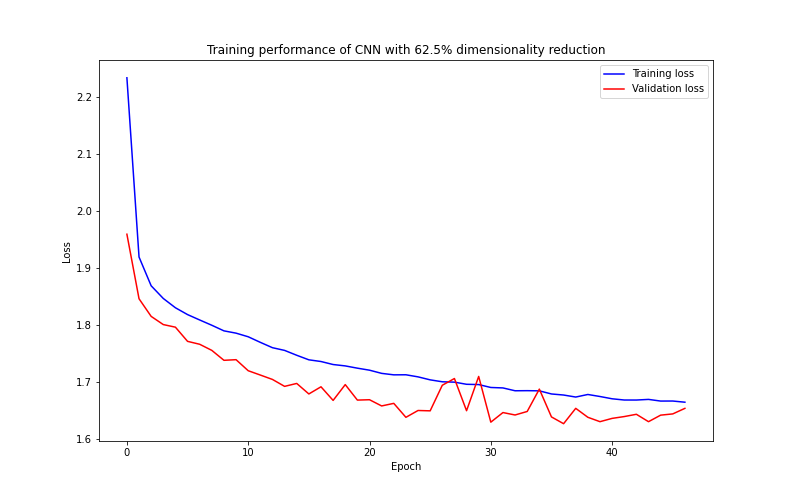 Training performance of CNN with 62.5% dimensionality reduction
Training loss
Validation loss
2.2
2.1
2.0
1.9
1.8
1.7
1.6
Loss
0
10
20
30
40
Epoch